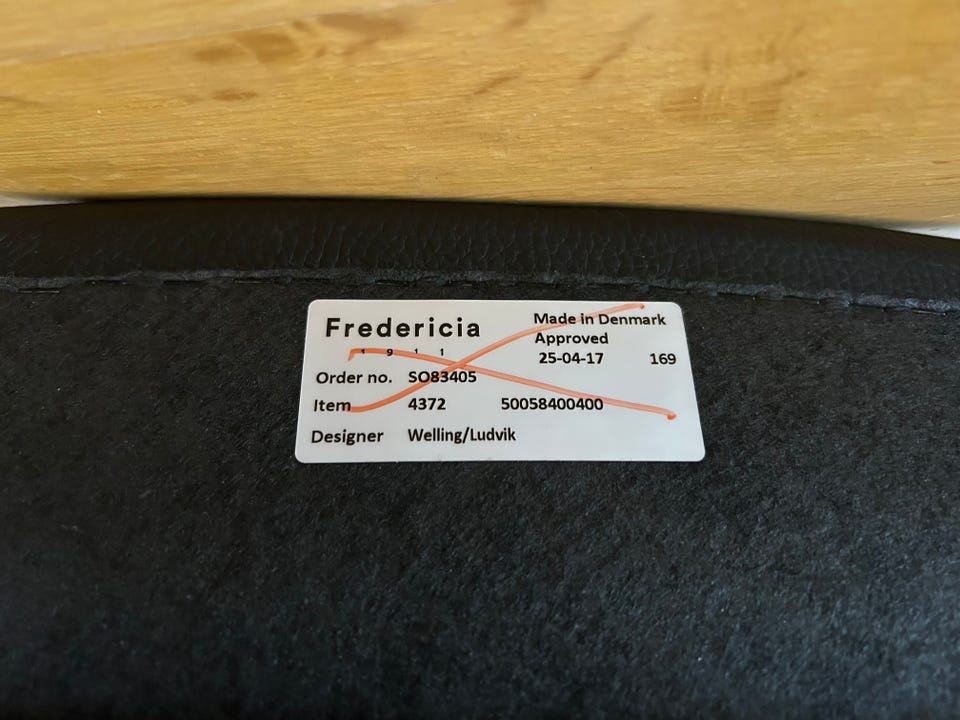 Fredericia
1 9 1 1
Made in Denmark
Approved
25-04-17 169
Order no. SO83405
Item 4372 50058400400
Designer Welling/Ludvik